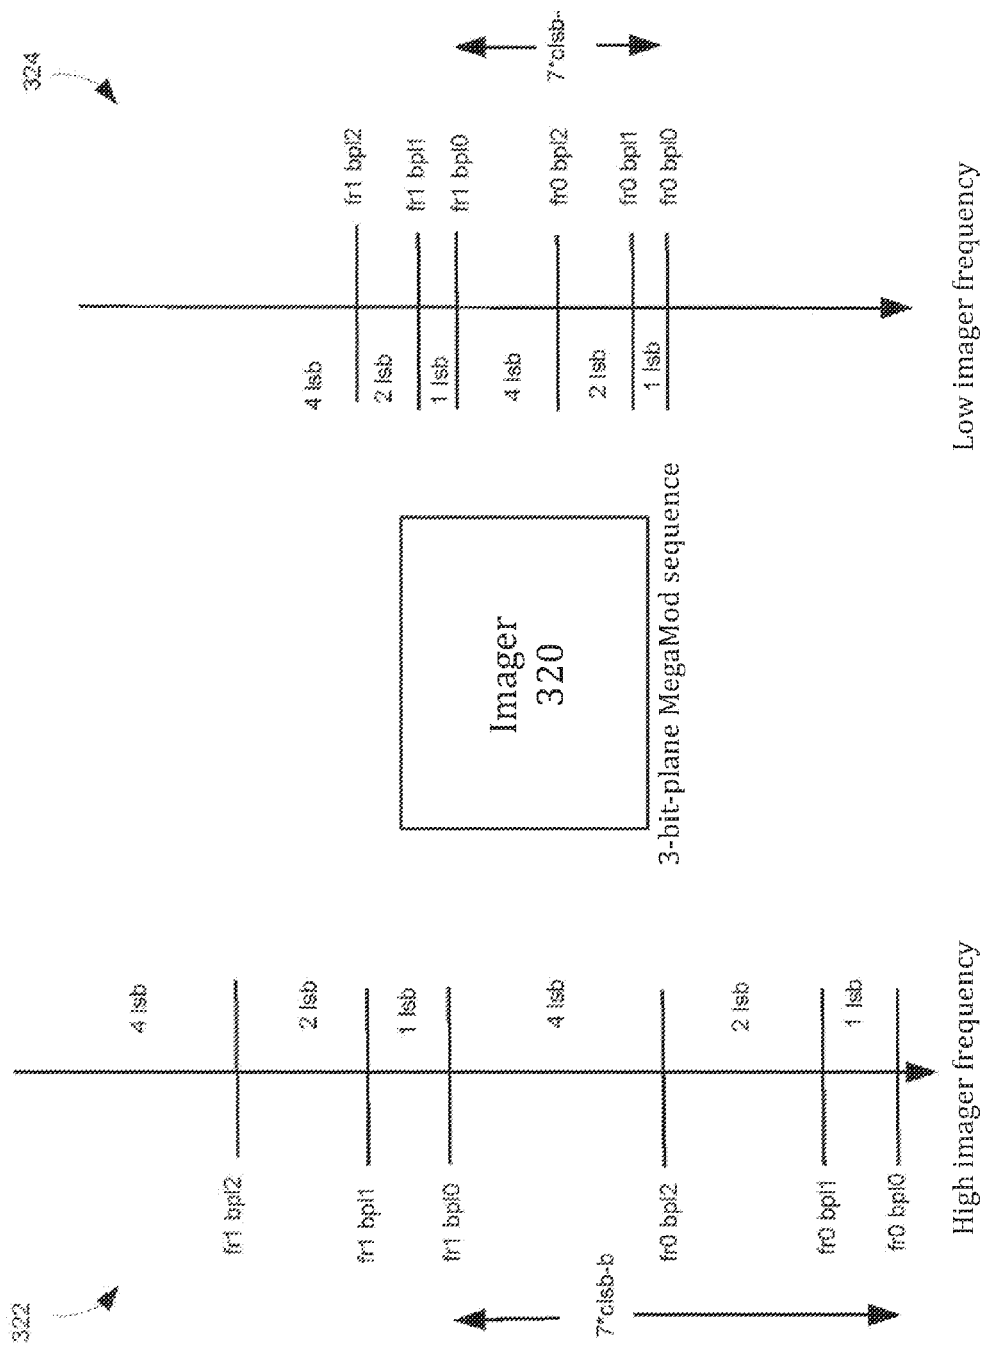 324
7*clsb-
fr1 bpl2
fr1 bpl1
fr1 bpl0
fr0 bpl2
fr0 bpl1
fr0 bpl0
4 lsb
2 lsb
1 lsb
4 lsb
2 lsb
1 lsb
Low imager frequency
Imager
320
3-bit-plane MegaMod sequence
4 lsb
2 lsb
1 lsb
4 lsb
2 lsb
1 lsb
High imager frequency
fr1 bpl2
fr1 bpl1
fr1 bpl0
fr0 bpl2
fr0 bpl1
fr0 bpl0
7*clsb-b
322